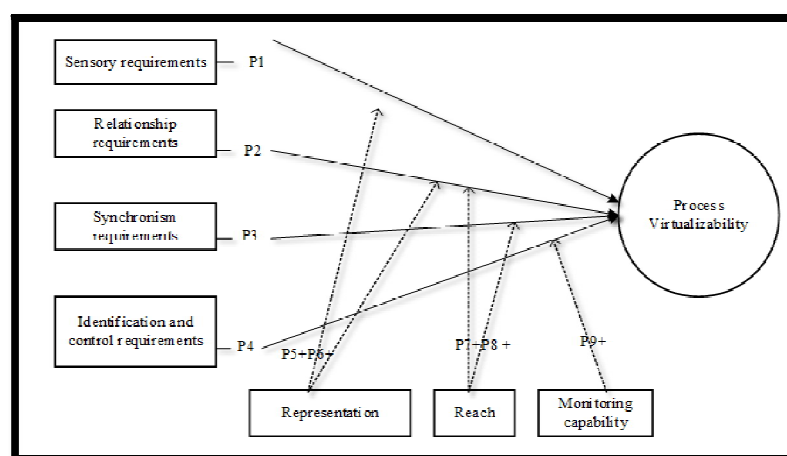 Sensory requirements
P1
Relationship
requirements
P2
Process
Virtualizability
Synchronism
requirements
P3
Identification and
control requirements
P4
P5+P6+
P7+P8 +
P9+
Representation
Reach
Monitoring
capability